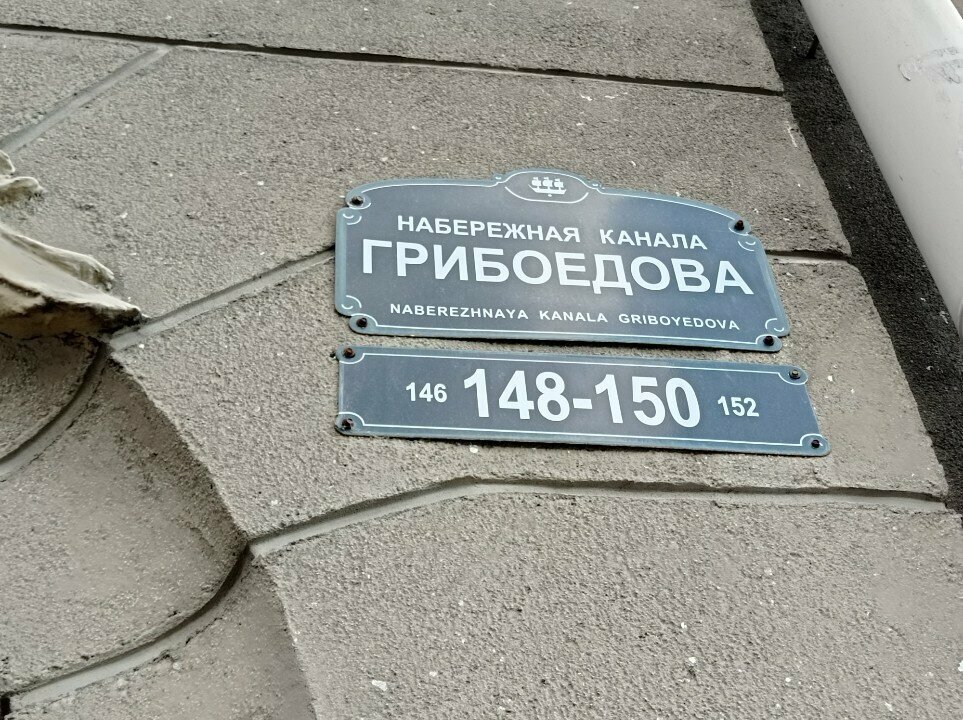 НАБЕРЕЖНАЯ КАНАЛА
ГРИБОЕДОВА
NABEREZHNAYA KANALA GRIBOYEDOVA
146 148-150 152